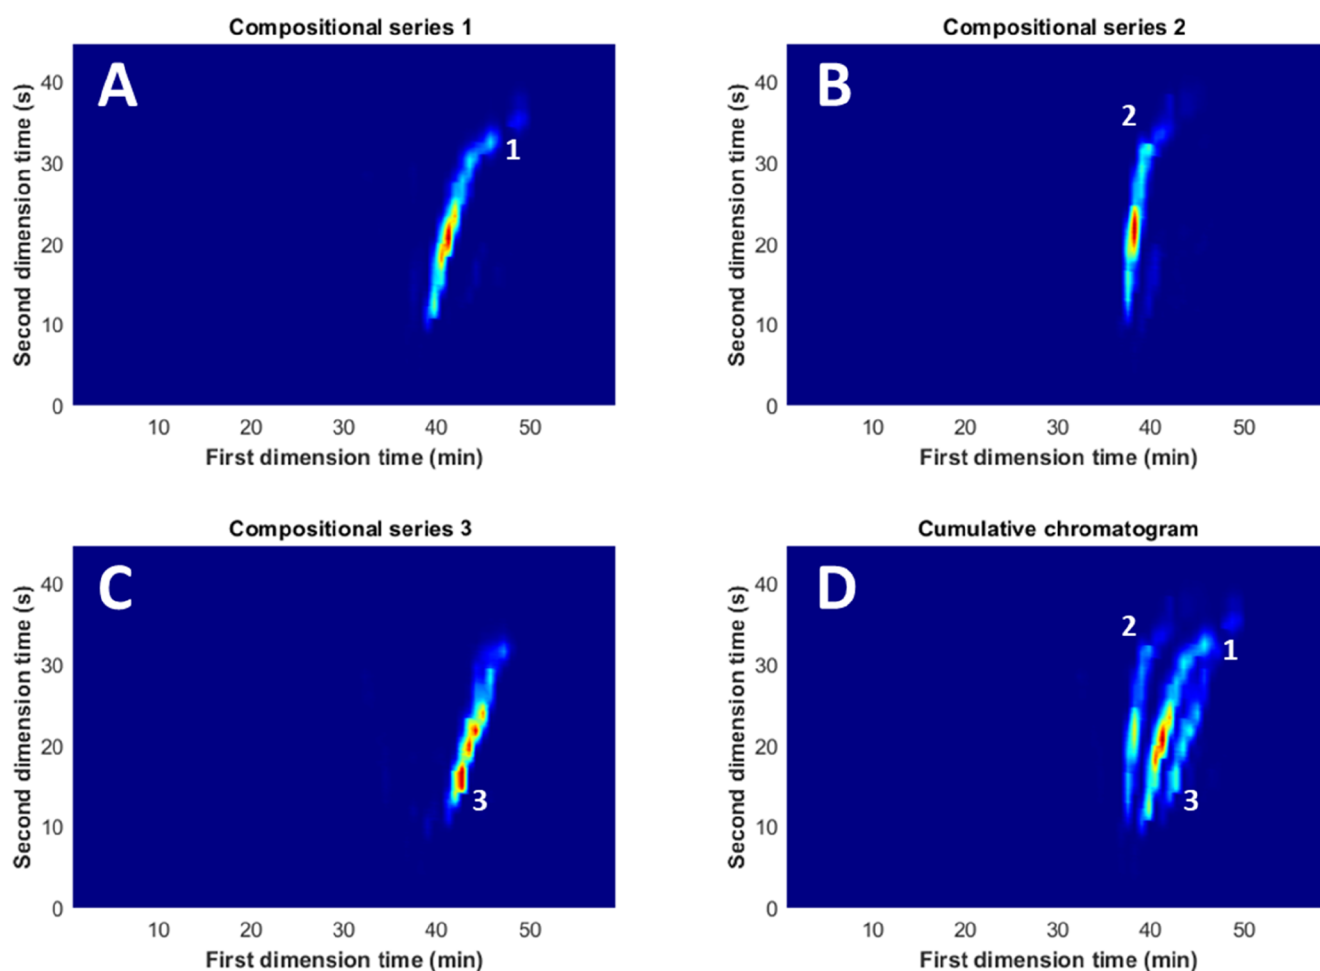 Compositional series 1
A
1
Second dimension time (s)
40
30
20
10
0
10 20 30 40 50
First dimension time (min)
Compositional series 2
B
2
Second dimension time (s)
40
30
20
10
0
10 20 30 40 50
First dimension time (min)
Compositional series 3
C
3
Second dimension time (s)
40
30
20
10
0
10 20 30 40 50
First dimension time (min)
Cumulative chromatogram
D
2
1
3
Second dimension time (s)
40
30
20
10
0
10 20 30 40 50
First dimension time (min)